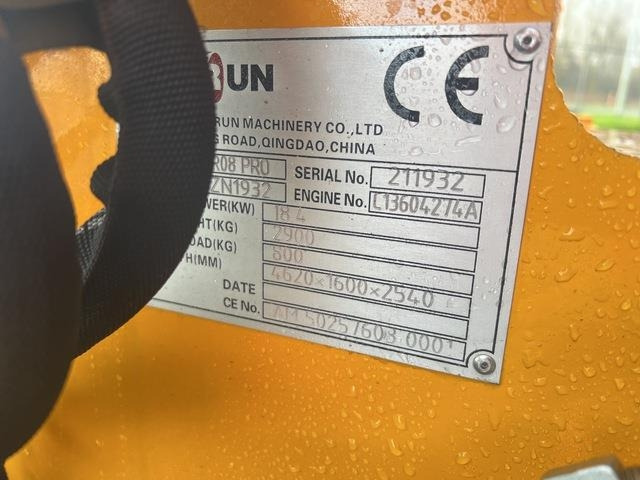 RUN CE
RUN MACHINERY CO.,LTD
G ROAD,QINGDAO,CHINA
R08 PRO SERIAL No. 211932
ZN1932 ENGINE No. L13604274A
WER(KW) 18.4
HT(KG) 2900
OAD(KG) 800
H(MM) 4620×1600×2540
DATE
CE No. AM 50257608 0001